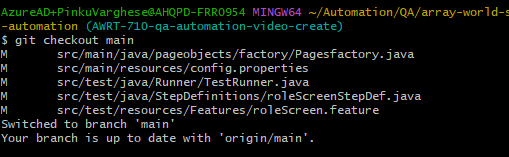 AzureAD+PinkuVarghese@AHQPD-FRRO954 MINGW64 ~/Automation/QA/array-world-s
-automation (AWRT-710-qa-automation-video-create)
$ git checkout main
M       src/main/java/pageobjects/factory/Pagesfactory.java
M       src/main/resources/config.properties
M       src/test/java/Runner/TestRunner.java
M       src/test/java/StepDefinitions/roleScreenStepDef.java
M       src/test/resources/Features/roleScreen.feature
Switched to branch 'main'
Your branch is up to date with 'origin/main'.